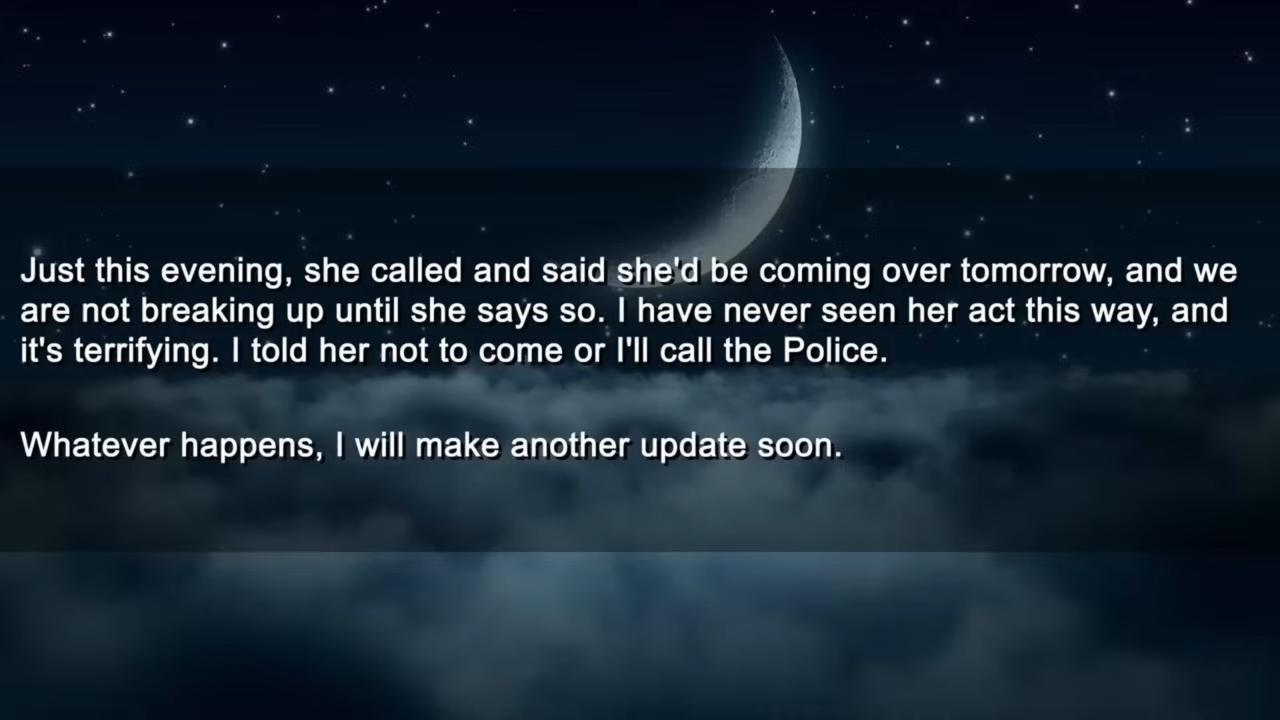 Just this evening, she called and said she'd be coming over tomorrow, and we
are not breaking up until she says so. I have never seen her act this way, and
it's terrifying. I told her not to come or I'll call the Police.
Whatever happens, I will make another update soon.